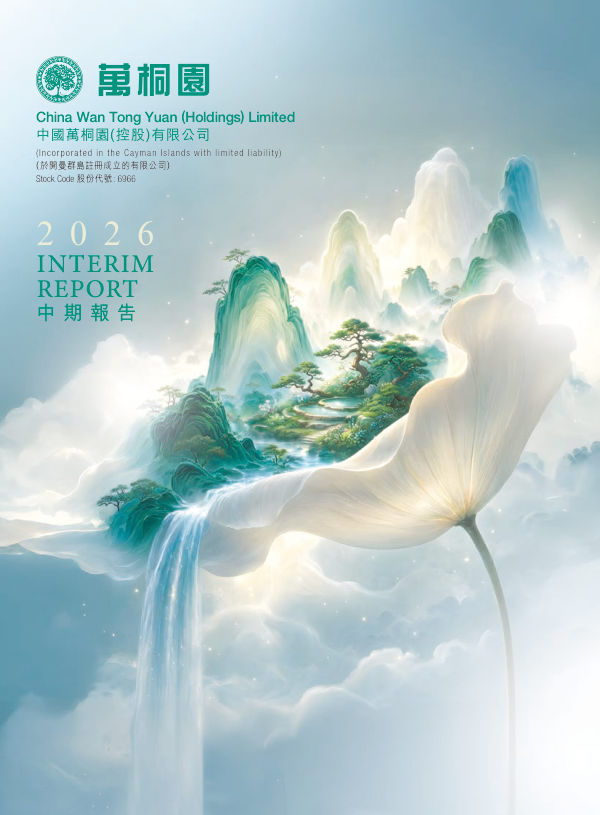 萬桐園
China Wan Tong Yuan (Holdings) Limited
中國萬桐園(控股)有限公司
(Incorporated in the Cayman Islands with limited liability)
(於開曼群島註冊成立的有限公司)
Stock Code 股份代號: 6966
2026
INTERIM
REPORT
中期報告